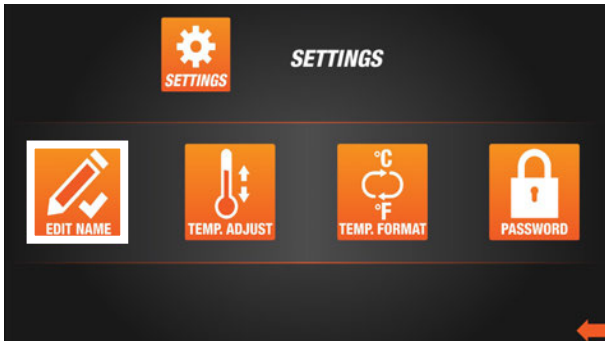 SETTINGS
SETTINGS
°C
°F
EDIT NAME
TEMP. ADJUST
TEMP. FORMAT
PASSWORD